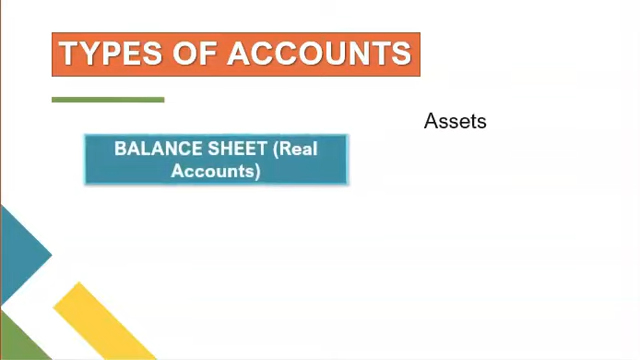 TYPES OF ACCOUNTS
Assets
BALANCE SHEET (Real
Accounts)